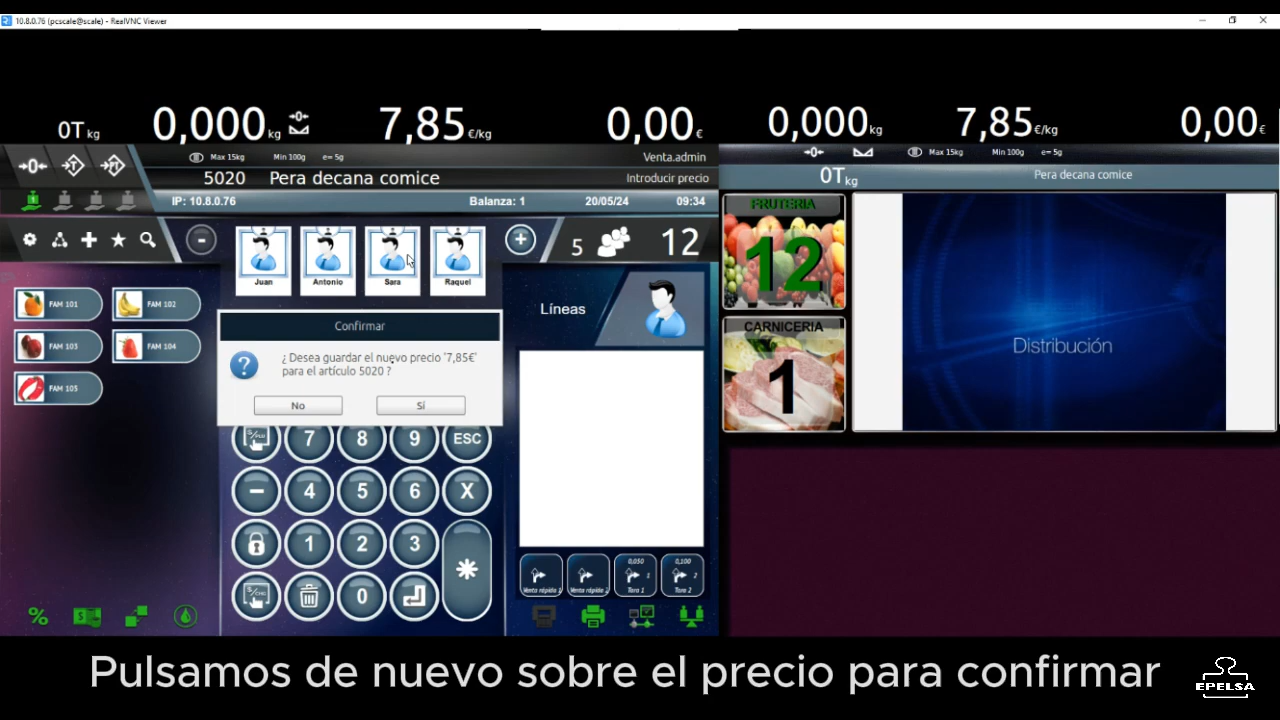 10.8.0.76 (pcscale@scale) - RealVNC Viewer
0T kg
0,000 kg
7,85 €/kg
0,00 €
0,000 kg
7,85 €/kg
0,00 €
Max 15kg Min 100g e= 5g
Venta.admin
Max 15kg Min 100g e= 5g
5020 Pera decana comice
Introducir precio
0T kg
Pera decana comice
IP: 10.8.0.76
Balanza: 1
20/05/24
09:34
-
+
5
12
Juan
Antonio
Sara
Raquel
FRUTERIA
12
CARNICERIA
1
Distribución
FAM 101
FAM 102
FAM 103
FAM 104
FAM 105
Líneas
Confirmar
¿ Desea guardar el nuevo precio '7,85€'
para el artículo 5020 ?
No
Sí
7 8 9 ESC
- 4 5 6 X
1 2 3
0 *
Venta rápida 1
Venta rápida 2
0,050
1
Tara 1
0,100
2
Tara 2
%
Pulsamos de nuevo sobre el precio para confirmar
EPELSA